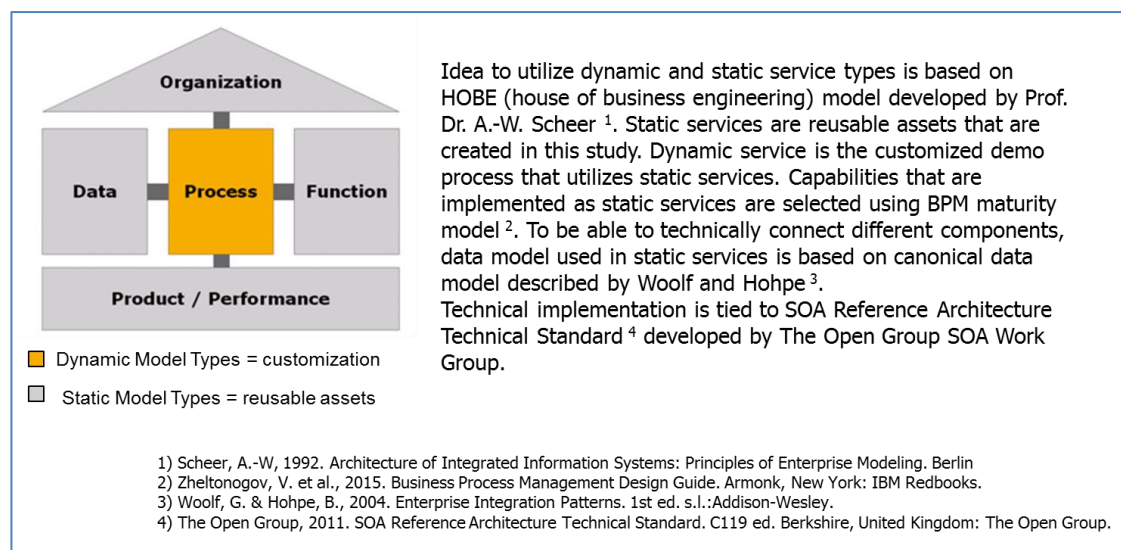 Organization
Data
Process
Function
Product / Performance
Dynamic Model Types = customization
Static Model Types = reusable assets
Idea to utilize dynamic and static service types is based on
HOBE (house of business engineering) model developed by Prof.
Dr. A.-W. Scheer 1. Static services are reusable assets that are
created in this study. Dynamic service is the customized demo
process that utilizes static services. Capabilities that are
implemented as static services are selected using BPM maturity
model 2. To be able to technically connect different components,
data model used in static services is based on canonical data
model described by Woolf and Hohpe 3.
Technical implementation is tied to SOA Reference Architecture
Technical Standard 4 developed by The Open Group SOA Work
Group.
1) Scheer, A.-W, 1992. Architecture of Integrated Information Systems: Principles of Enterprise Modeling. Berlin
2) Zheltonogov, V. et al., 2015. Business Process Management Design Guide. Armonk, New York: IBM Redbooks.
3) Woolf, G. & Hohpe, B., 2004. Enterprise Integration Patterns. 1st ed. s.l.:Addison-Wesley.
4) The Open Group, 2011. SOA Reference Architecture Technical Standard. C119 ed. Berkshire, United Kingdom: The Open Group.